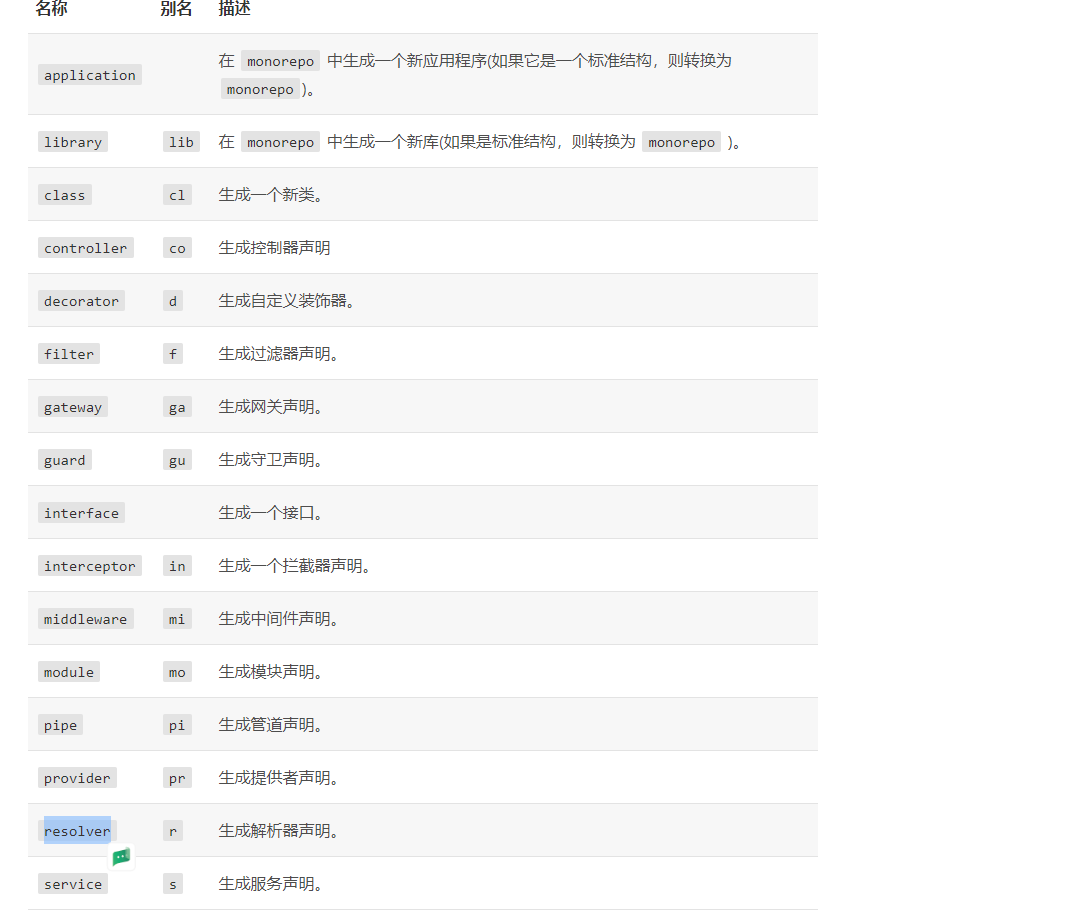 名称 别名 描述
application 在 monorepo 中生成一个新应用程序(如果它是一个标准结构，则转换为
monorepo)。
library lib 在 monorepo 中生成一个新库(如果是标准结构，则转换为 monorepo )。
class cl 生成一个新类。
controller co 生成控制器声明
decorator d 生成自定义装饰器。
filter f 生成过滤器声明。
gateway ga 生成网关声明。
guard gu 生成守卫声明。
interface 生成一个接口。
interceptor in 生成一个拦截器声明。
middleware mi 生成中间件声明。
module mo 生成模块声明。
pipe pi 生成管道声明。
provider pr 生成提供者声明。
resolver r 生成解析器声明。
service s 生成服务声明。